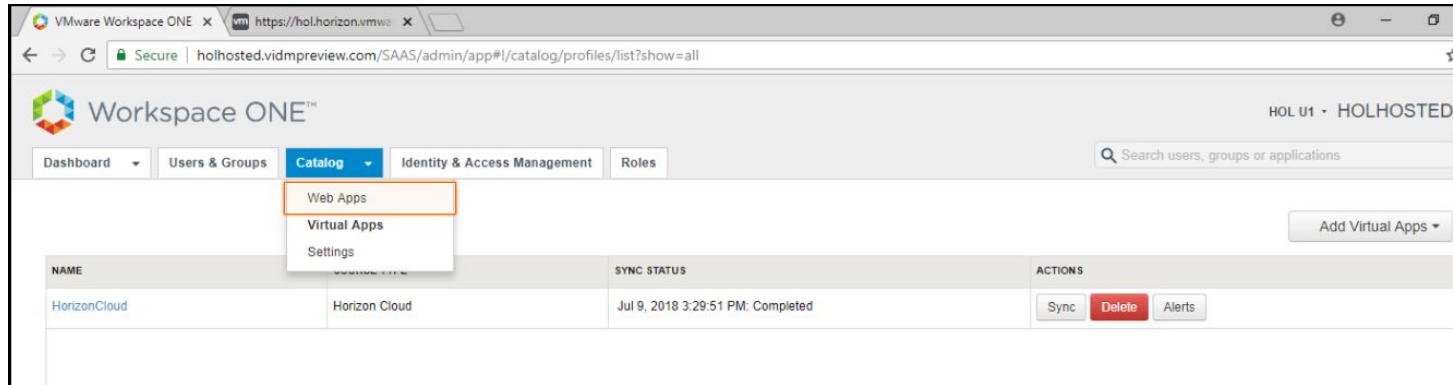 VMware Workspace ONE
https://hol.horizon.vmwa
Secure | holhosted.vidmpreview.com/SAAS/admin/app#!/catalog/profiles/list?show=all
Workspace ONE™
HOL U1 HOLHOSTED
Dashboard Users & Groups Catalog Identity & Access Management Roles
Search users, groups or applications
Web Apps
Virtual Apps
Settings
Add Virtual Apps
NAME SYNC STATUS ACTIONS
HorizonCloud Horizon Cloud Jul 9, 2018 3:29:51 PM: Completed Sync Delete Alerts